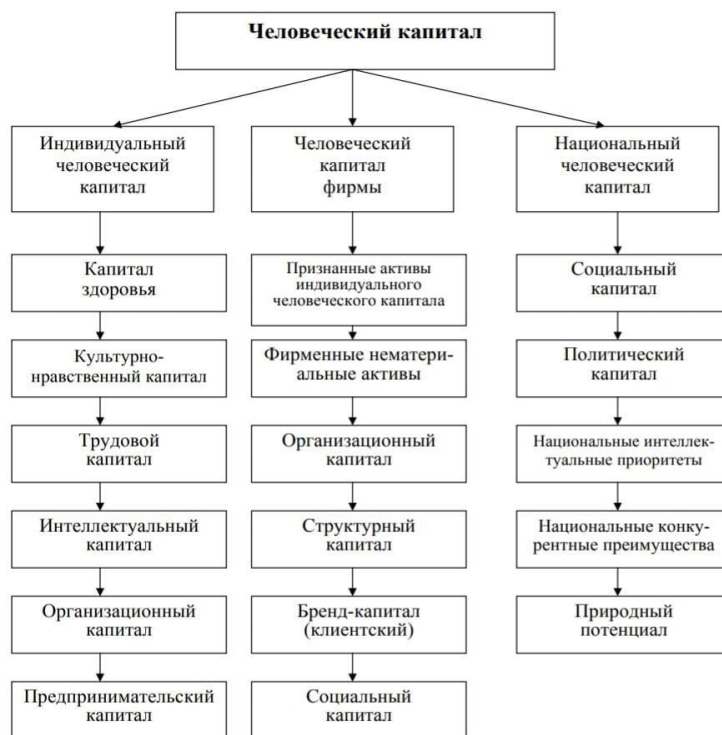 Человеческий капитал
Индивидуальный
человеческий
капитал
Человеческий
капитал
фирмы
Национальный
человеческий
капитал
Капитал
здоровья
Признанные активы
индивидуального
человеческого капитала
Социальный
капитал
Культурно-
нравственный капитал
Фирменные нематери-
альные активы
Политический
капитал
Трудовой
капитал
Организационный
капитал
Национальные интеллек-
туальные приоритеты
Интеллектуальный
капитал
Структурный
капитал
Национальные конку-
рентные преимущества
Организационный
капитал
Бренд-капитал
(клиентский)
Природный
потенциал
Предпринимательский
капитал
Социальный
капитал